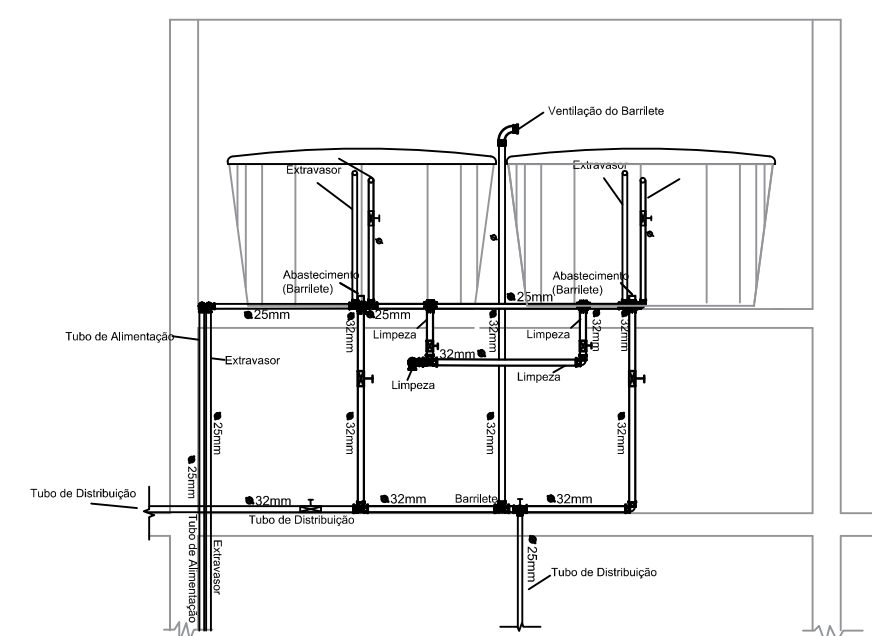 Ventilação do Barrilete
Extravasor
Extravasor
Abastecimento
(Barrilete)
Abastecimento
(Barrilete)
25mm
25mm
25mm
25mm
32mm
32mm
32mm
32mm
Limpeza
Limpeza
Tubo de Alimentação
Extravasor
32mm
Limpeza
Limpeza
25mm
32mm
32mm
32mm
25mm
Tubo de Distribuição
32mm
32mm
Barrilete
32mm
Tubo de Distribuição
Tubo de Alimentação
Extravasor
25mm
Tubo de Distribuição